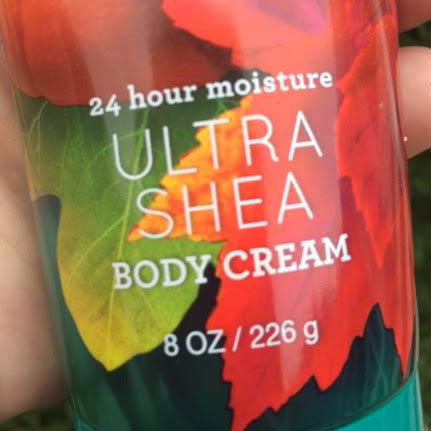 24 hour moisture
ULTRA
SHEA
BODY CREAM
8 OZ / 226 g